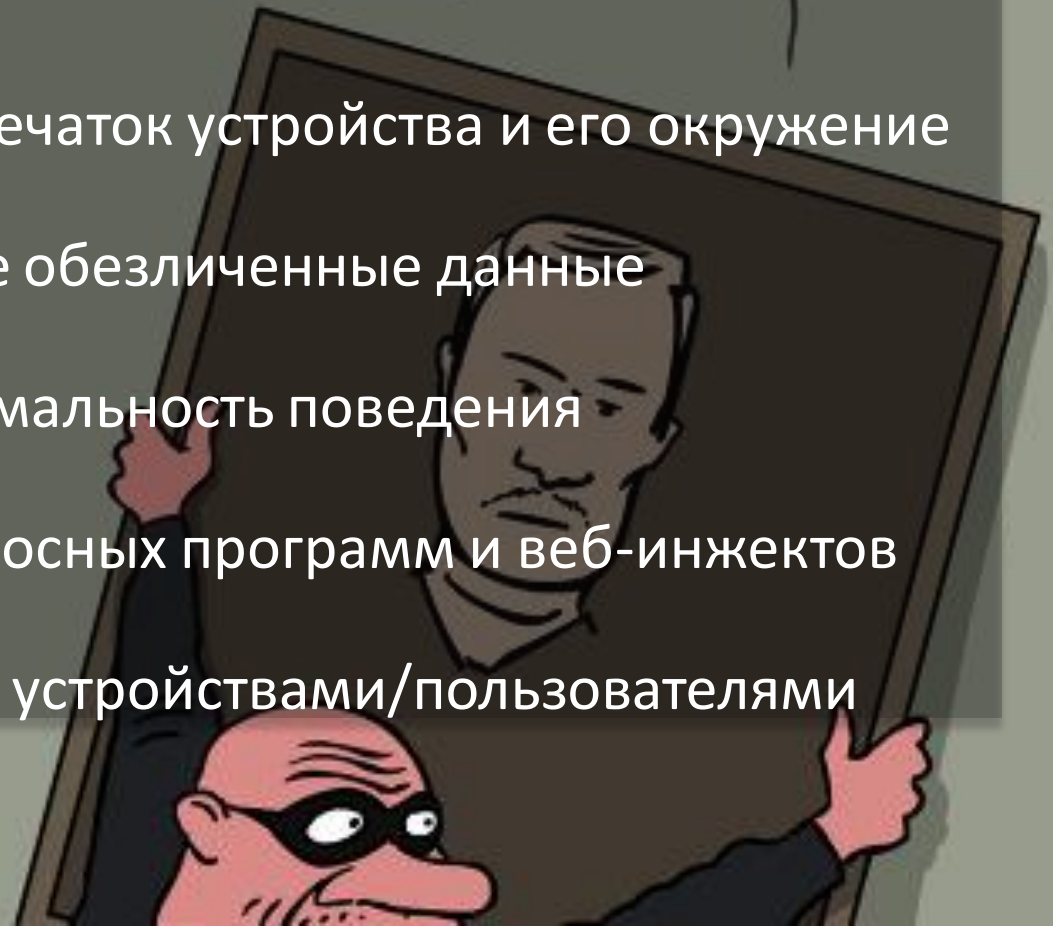 ечаток устройства и его окружение
е обезличенные данные
мальность поведения
осных программ и веб-инжектов
устройствами/пользователями